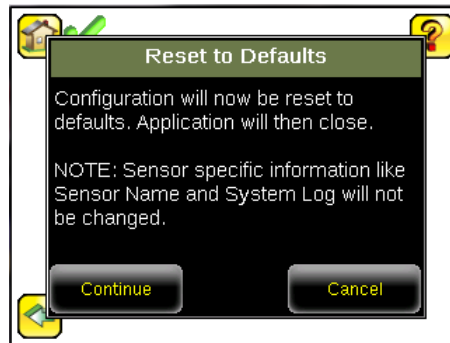 Reset to Defaults
Configuration will now be reset to
defaults. Application will then close.
NOTE: Sensor specific information like
Sensor Name and System Log will not
be changed.
Continue
Cancel